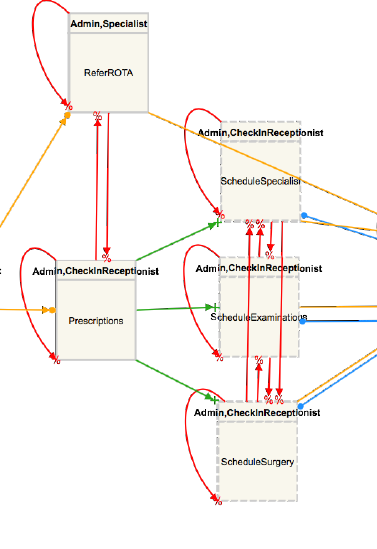 Admin,Specialist
ReferROTA
Admin,CheckInReceptionist
ScheduleSpecialist
Admin,CheckInReceptionist
Prescriptions
Admin,CheckInReceptionist
ScheduleExaminations
Admin,CheckInReceptionist
ScheduleSurgery